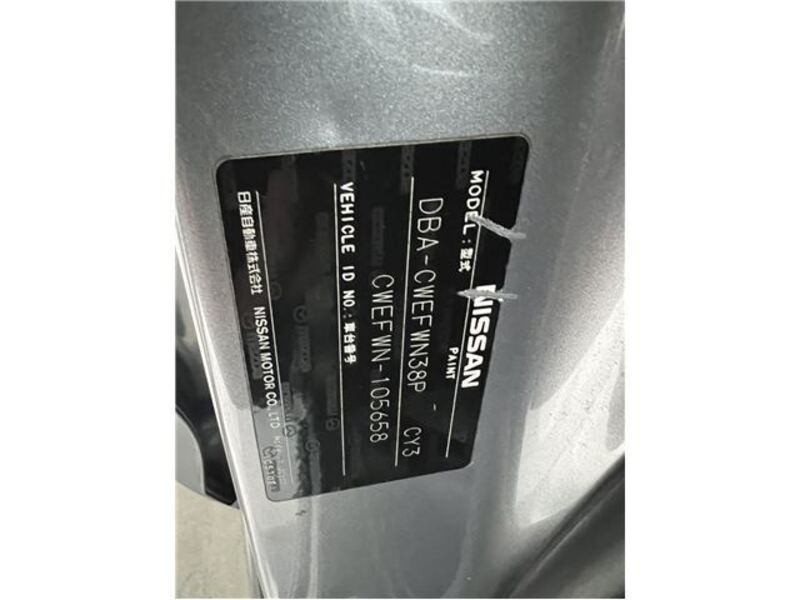 NISSAN
MODEL：型式
PAINT
DBA-CWEFWN38P - CY3
VEHICLE ID NO.：車台番号
CWEFWN-105658
日産自動車株式会社 NISSAN MOTOR CO.,LTD